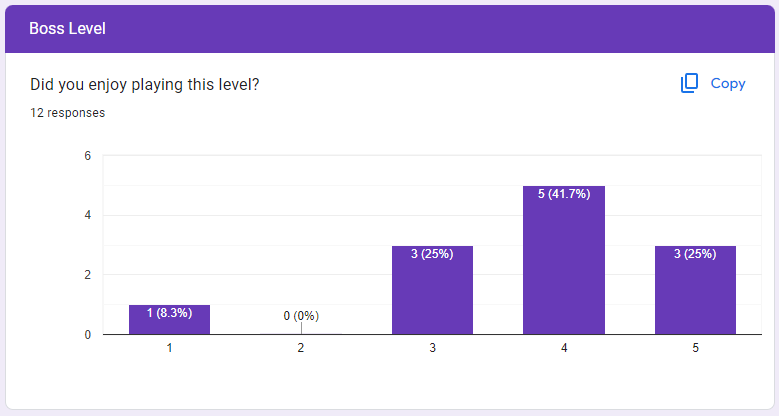 Boss Level
Did you enjoy playing this level?
Copy
12 responses
6
4
2
0
1 (8.3%)
0 (0%)
3 (25%)
5 (41.7%)
3 (25%)
1 2 3 4 5